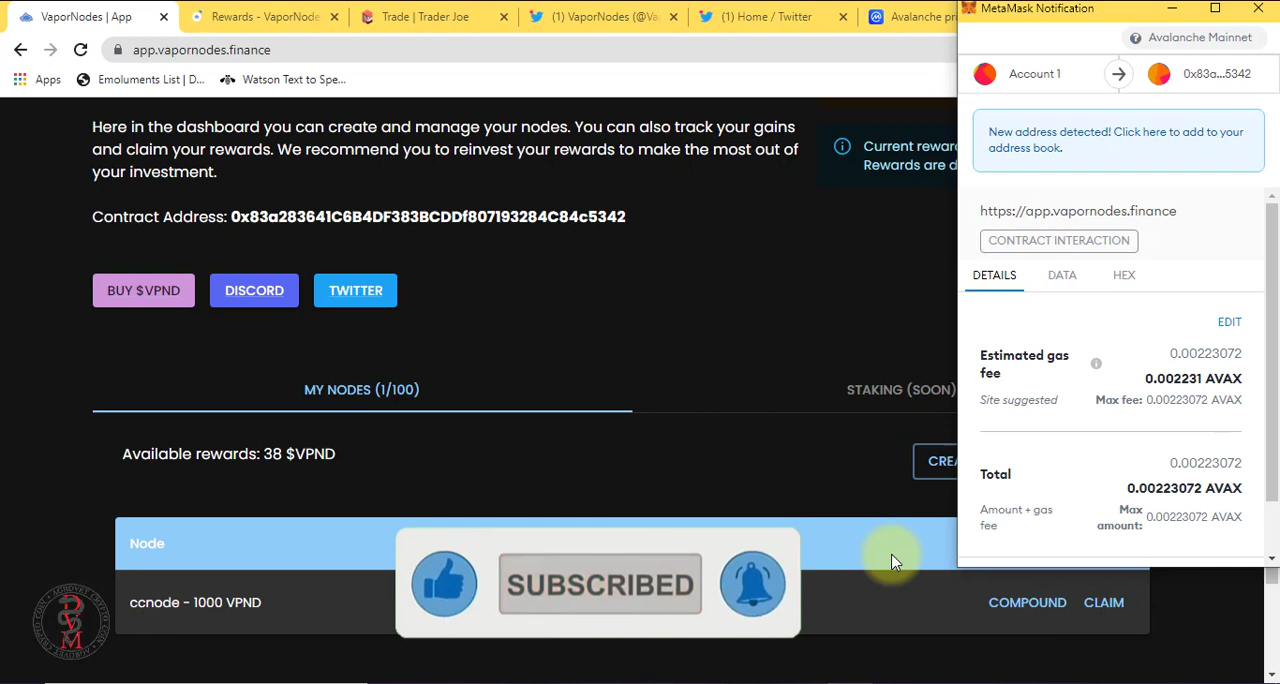 VaporNodes | App
Rewards - VaporNode
Trade | Trader Joe
(1) VaporNodes (@Va
(1) Home / Twitter
Avalanche pri
app.vapornodes.finance
Apps
Emoluments List | D...
Watson Text to Spe...
Here in the dashboard you can create and manage your nodes. You can also track your gains
and claim your rewards. We recommend you to reinvest your rewards to make the most out of
your investment.
Contract Address: 0x83a283641C6B4DF383BCDDf807193284C84c5342
BUY $VPND
DISCORD
TWITTER
Current rewar
Rewards are d
MY NODES (1/100)
STAKING (SOON)
Available rewards: 38 $VPND
CREA
Node
ccnode - 1000 VPND
COMPOUND
CLAIM
SUBSCRIBED
VM
MetaMask Notification
Avalanche Mainnet
Account 1
0x83a...5342
New address detected! Click here to add to your
address book.
https://app.vapornodes.finance
CONTRACT INTERACTION
DETAILS
DATA
HEX
EDIT
Estimated gas
fee
0.00223072
0.002231 AVAX
Site suggested
Max fee: 0.00223072 AVAX
Total
0.00223072
0.00223072 AVAX
Amount + gas
fee
Max
amount:
0.00223072 AVAX